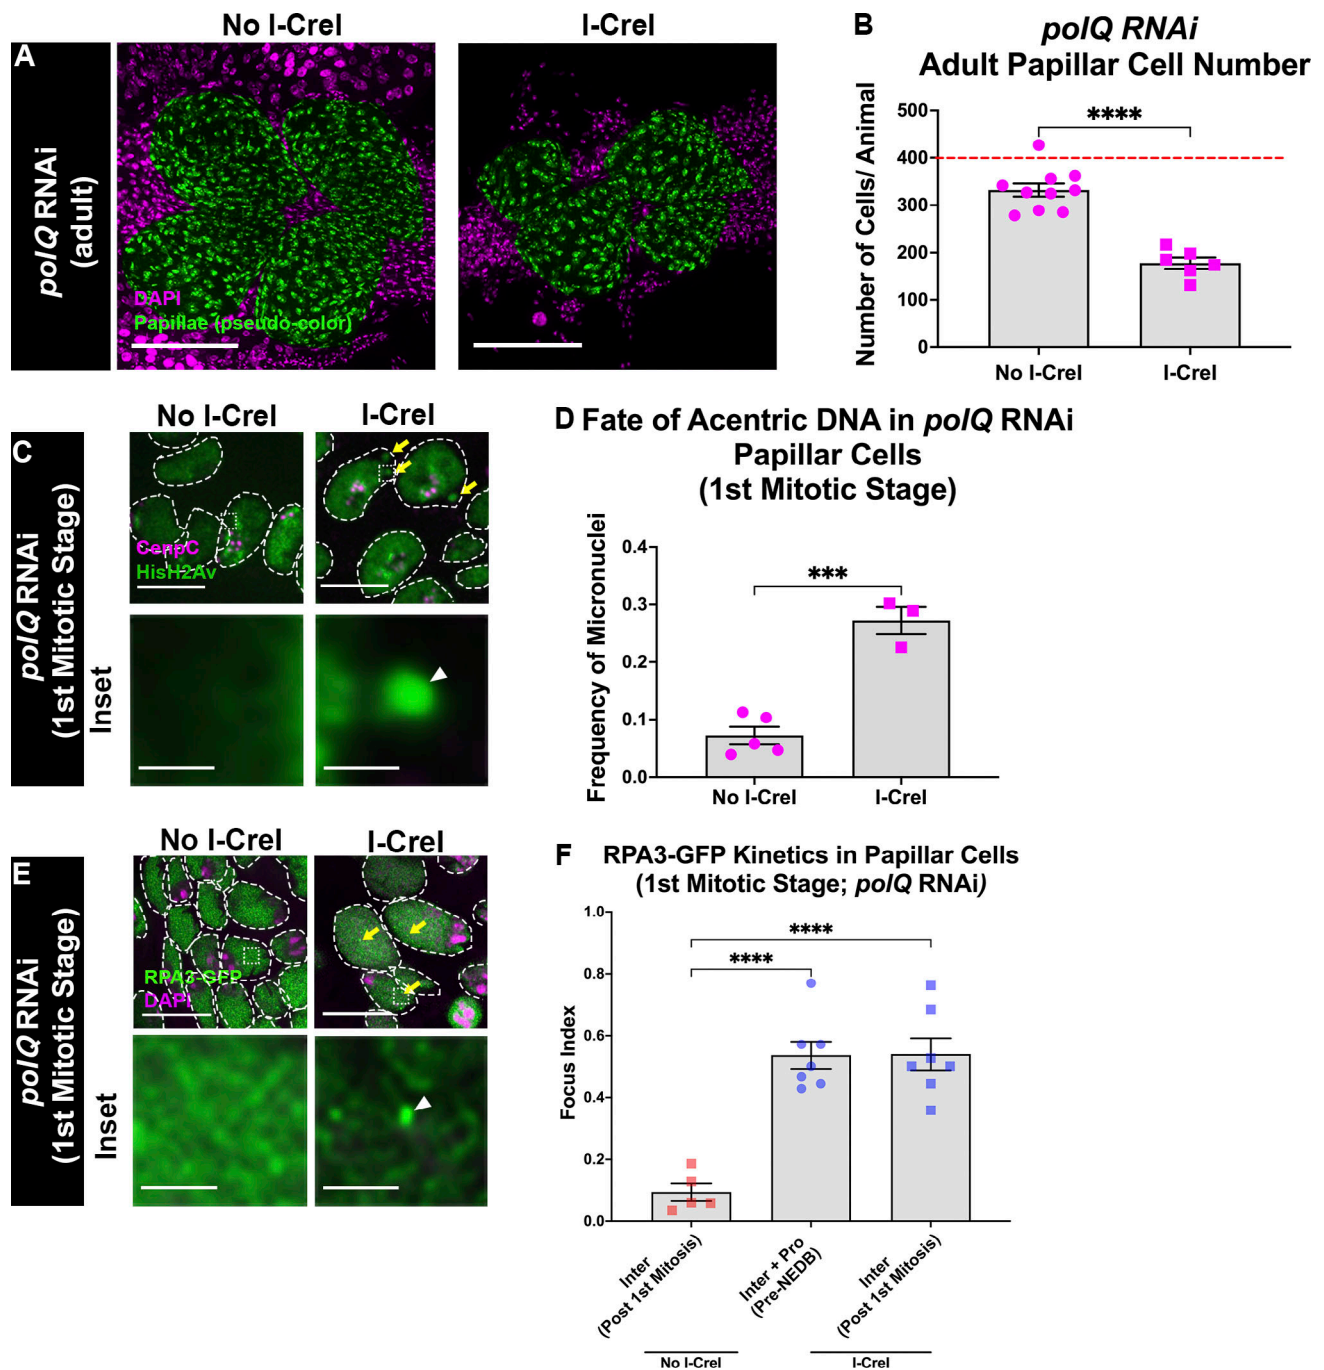 No I-CreI
I-CreI
A
polQ RNAi
(adult)
DAPI
Papillae (pseudo-color)
B
polQ RNAi
Adult Papillar Cell Number
Number of Cells/ Animal
500
400
300
200
100
0
****
No I-CreI
I-CreI
No I-CreI
I-CreI
C
polQ RNAi
(1st Mitotic Stage)
Inset
CenpC
HisH2Av
D Fate of Acentric DNA in polQ RNAi
Papillar Cells
(1st Mitotic Stage)
Frequency of Micronuclei
0.4
0.3
0.2
0.1
0.0
***
No I-CreI
I-CreI
No I-CreI
I-CreI
E
polQ RNAi
(1st Mitotic Stage)
Inset
RPA3-GFP
DAPI
F RPA3-GFP Kinetics in Papillar Cells
(1st Mitotic Stage; polQ RNAi)
Focus Index
1.0
0.8
0.6
0.4
0.2
0.0
****
****
Inter
(Post 1st Mitosis)
Inter + Pro
(Pre-NEDB)
Inter
(Post 1st Mitosis)
No I-CreI
I-CreI